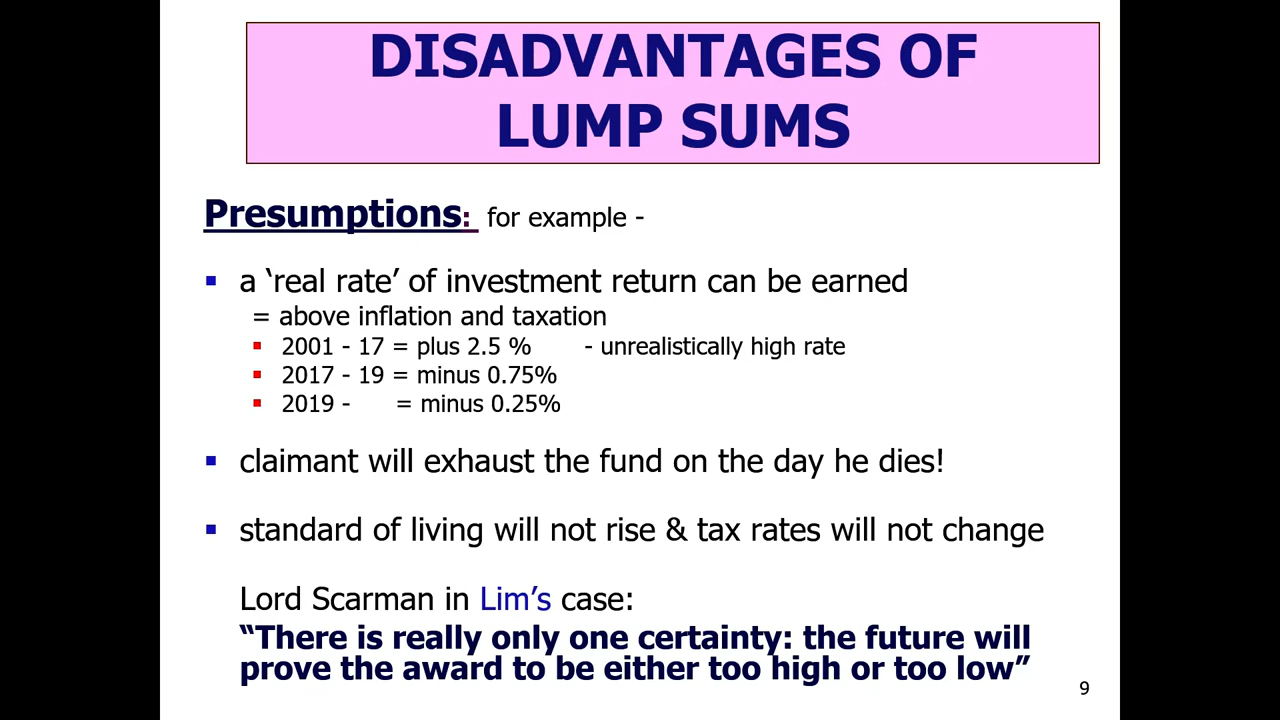 DISADVANTAGES OF
LUMP SUMS
Presumptions: for example -
▪ a ‘real rate’ of investment return can be earned
= above inflation and taxation
▪ 2001 - 17 = plus 2.5 % - unrealistically high rate
▪ 2017 - 19 = minus 0.75%
▪ 2019 - = minus 0.25%
▪ claimant will exhaust the fund on the day he dies!
▪ standard of living will not rise & tax rates will not change
Lord Scarman in Lim’s case:
“There is really only one certainty: the future will
prove the award to be either too high or too low”
9